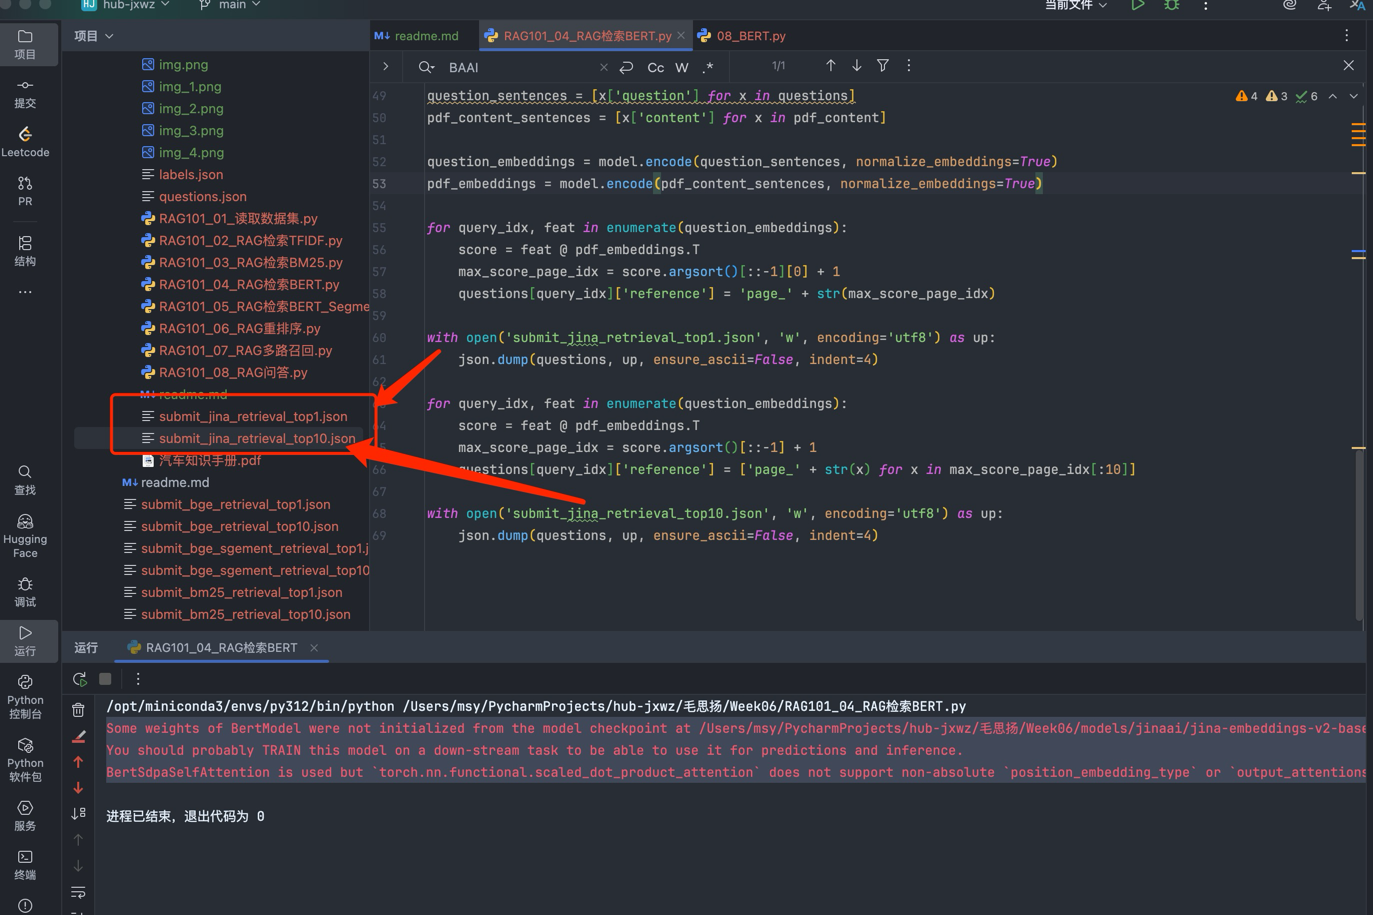 HJ hub-jxwz main 当前文件
项目
提交
Leetcode
PR
结构
查找
Hugging
Face
调试
运行
Python
控制台
Python
软件包
服务
终端
项目
img.png
img_1.png
img_2.png
img_3.png
img_4.png
labels.json
questions.json
RAG101_01_读取数据集.py
RAG101_02_RAG检索TFIDF.py
RAG101_03_RAG检索BM25.py
RAG101_04_RAG检索BERT.py
RAG101_05_RAG检索BERT_Segme
RAG101_06_RAG重排序.py
RAG101_07_RAG多路召回.py
RAG101_08_RAG问答.py
M↓ readme.md
submit_jina_retrieval_top1.json
submit_jina_retrieval_top10.json
汽车知识手册.pdf
M↓ readme.md
submit_bge_retrieval_top1.json
submit_bge_retrieval_top10.json
submit_bge_sgement_retrieval_top1.j
submit_bge_sgement_retrieval_top10
submit_bm25_retrieval_top1.json
submit_bm25_retrieval_top10.json
M↓ readme.md RAG101_04_RAG检索BERT.py 08_BERT.py
BAAI Cc W .* 1/1
4 3 6
49 question_sentences = [x['question'] for x in questions]
50 pdf_content_sentences = [x['content'] for x in pdf_content]
51
52 question_embeddings = model.encode(question_sentences, normalize_embeddings=True)
53 pdf_embeddings = model.encode(pdf_content_sentences, normalize_embeddings=True)
54
55 for query_idx, feat in enumerate(question_embeddings):
56 score = feat @ pdf_embeddings.T
57 max_score_page_idx = score.argsort()[::-1][0] + 1
58 questions[query_idx]['reference'] = 'page_' + str(max_score_page_idx)
59
60 with open('submit_jina_retrieval_top1.json', 'w', encoding='utf8') as up:
61 json.dump(questions, up, ensure_ascii=False, indent=4)
62
for query_idx, feat in enumerate(question_embeddings):
score = feat @ pdf_embeddings.T
max_score_page_idx = score.argsort()[::-1] + 1
66 questions[query_idx]['reference'] = ['page_' + str(x) for x in max_score_page_idx[:10]]
67
68 with open('submit_jina_retrieval_top10.json', 'w', encoding='utf8') as up:
69 json.dump(questions, up, ensure_ascii=False, indent=4)
运行 RAG101_04_RAG检索BERT
/opt/miniconda3/envs/py312/bin/python /Users/msy/PycharmProjects/hub-jxwz/毛思扬/Week06/RAG101_04_RAG检索BERT.py
Some weights of BertModel were not initialized from the model checkpoint at /Users/msy/PycharmProjects/hub-jxwz/毛思扬/Week06/models/jinaai/jina-embeddings-v2-base
You should probably TRAIN this model on a down-stream task to be able to use it for predictions and inference.
BertSdpaSelfAttention is used but `torch.nn.functional.scaled_dot_product_attention` does not support non-absolute `position_embedding_type` or `output_attentions
进程已结束，退出代码为 0